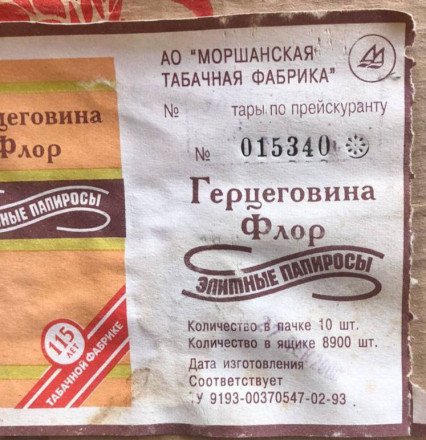 АО "МОРШАНСКАЯ
ТАБАЧНАЯ ФАБРИКА"
№ тары по прейскуранту
№ 015340
Герцеговина
Флор
ЭЛИТНЫЕ ПАПИРОСЫ
Количество в пачке 10 шт.
Количество в ящике 8900 шт.
Дата изготовления
Соответствует
У 9193-00370547-02-93
цеговина
Флор
ТНЫЕ ПАПИРОСЫ
115
ЛЕТ
ТАБАЧНОЙ ФАБРИКЕ